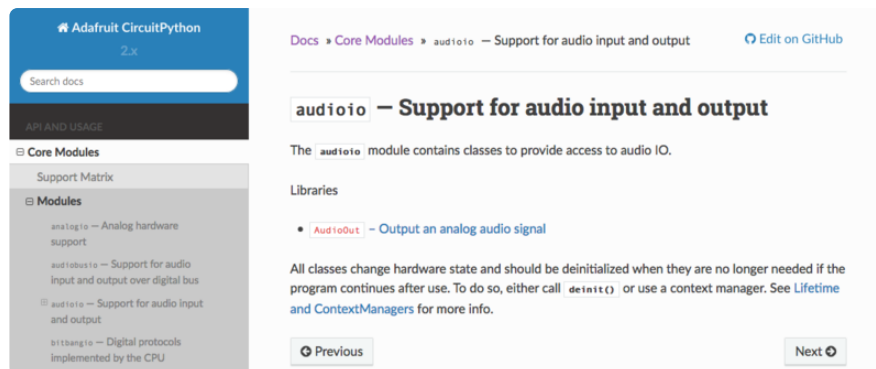 Adafruit CircuitPython
2.x
Search docs
API AND USAGE
Core Modules
Support Matrix
Modules
analogio — Analog hardware
support
audiobusio — Support for audio
input and output over digital bus
audioio — Support for audio input
and output
bitbangio — Digital protocols
implemented by the CPU
Docs » Core Modules » audioio — Support for audio input and output
Edit on GitHub
audioio — Support for audio input and output
The audioio module contains classes to provide access to audio IO.
Libraries
• AudioOut – Output an analog audio signal
All classes change hardware state and should be deinitialized when they are no longer needed if the
program continues after use. To do so, either call deinit() or use a context manager. See Lifetime
and ContextManagers for more info.
Previous
Next